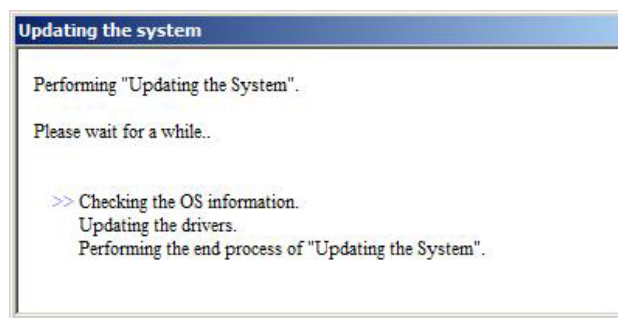 Updating the system
Performing "Updating the System".
Please wait for a while..
>> Checking the OS information.
Updating the drivers.
Performing the end process of "Updating the System".